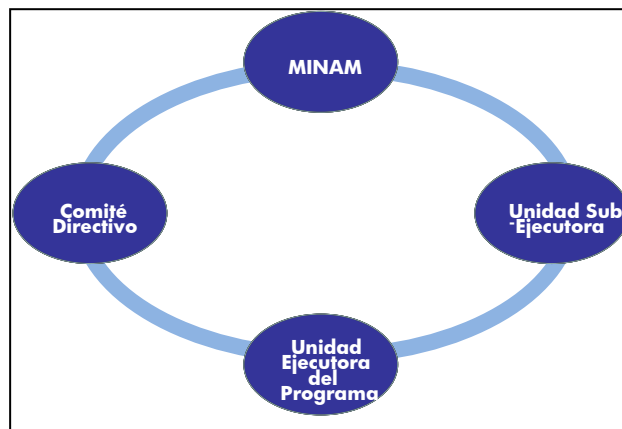 MINAM
Comité
Directivo
Unidad Sub
-Ejecutora
Unidad
Ejecutora
del
Programa